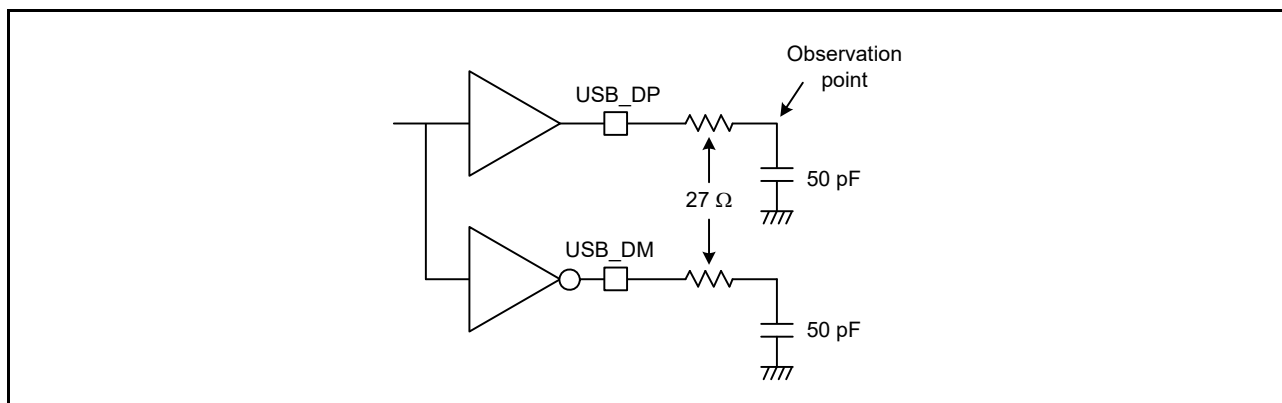 Observation
point
USB_DP
50 pF
27 Ω
USB_DM
50 pF